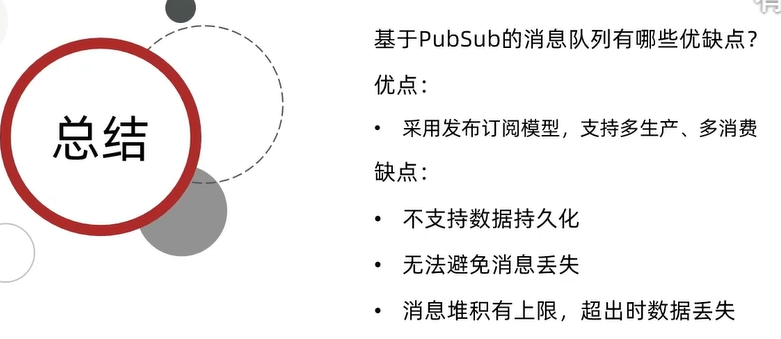 总结
基于PubSub的消息队列有哪些优缺点？
优点：
• 采用发布订阅模型，支持多生产、多消费
缺点：
• 不支持数据持久化
• 无法避免消息丢失
• 消息堆积有上限，超出时数据丢失